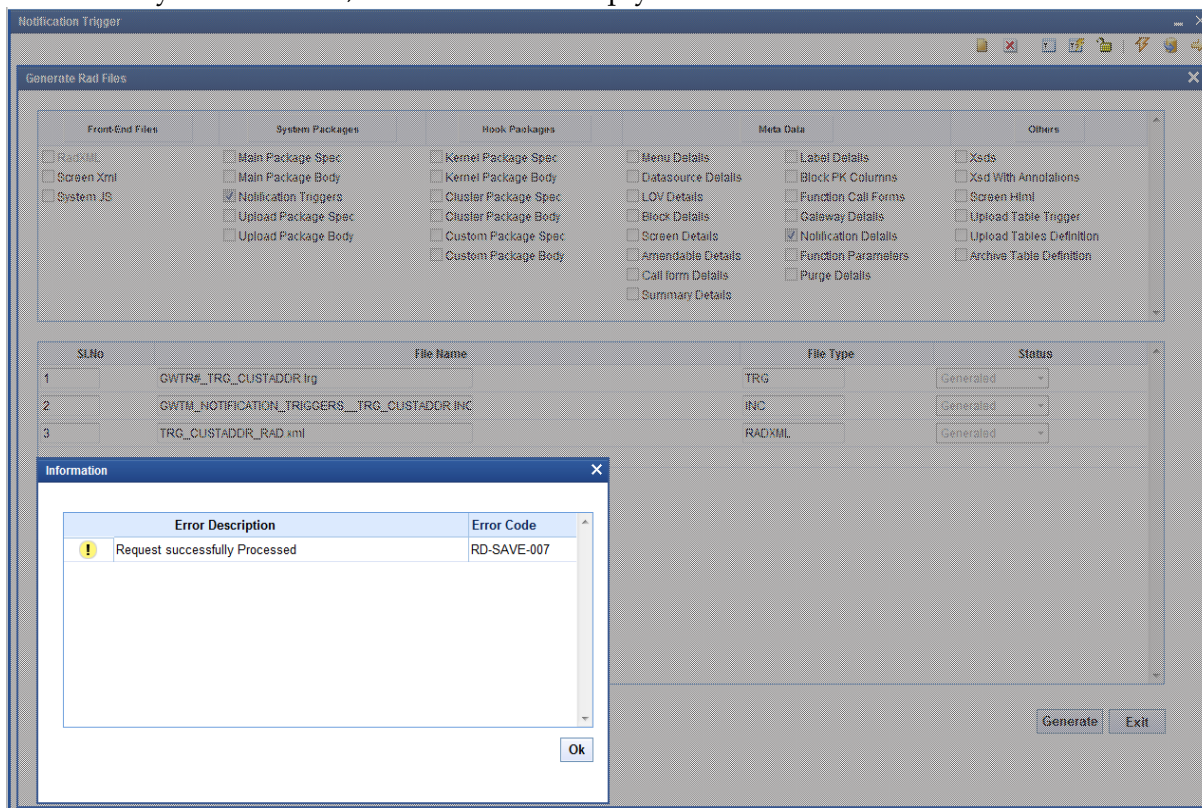 Notification Trigger
Generate Rad Files
Front-End Files System Packages Hook Packages Meta Data Others
RadXML Main Package Spec Kernel Package Spec Menu Details Label Details Xsds
Screen Xml Main Package Body Kernel Package Body Datasource Details Block PK Columns Xsd With Annotations
System JS Notification Triggers Cluster Package Spec LOV Details Function Call Forms Screen Html
Upload Package Spec Cluster Package Body Block Details Gateway Details Upload Table Trigger
Upload Package Body Custom Package Spec Screen Details Notification Details Upload Tables Definition
Custom Package Body Amendable Details Function Parameters Archive Table Definition
Call form Details Purge Details
Summary Details
Sl.No File Name File Type Status
1 GWTR#_TRG_CUSTADDR.trg TRG Generated
2 GWTM_NOTIFICATION_TRIGGERS__TRG_CUSTADDR.INC INC Generated
3 TRG_CUSTADDR_RAD.xml RADXML Generated
Information
Error Description Error Code
Request successfully Processed RD-SAVE-007
Ok
Generate Exit